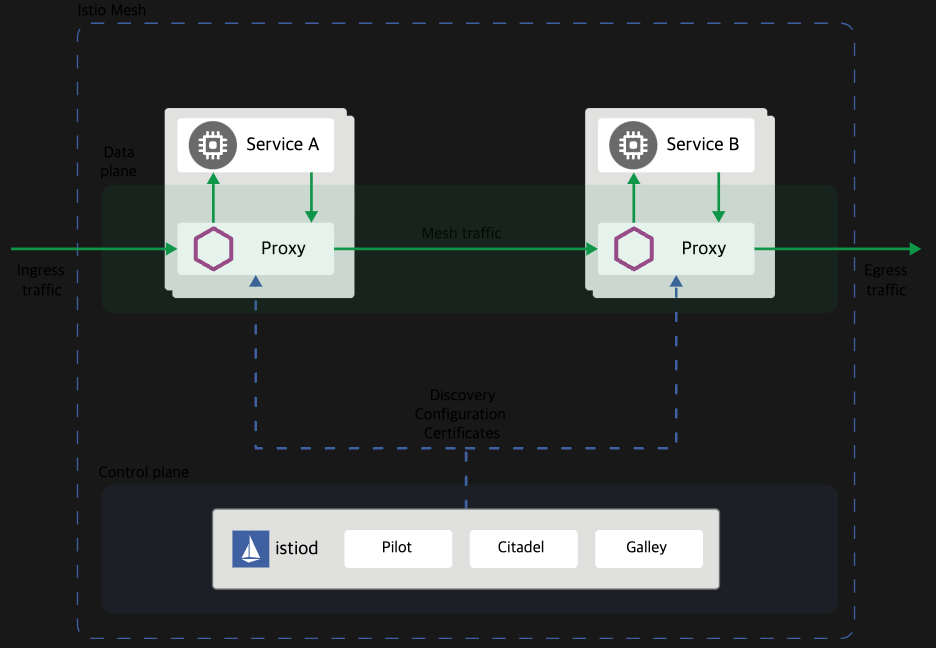 Istio Mesh
Data
plane
Service A
Service B
Proxy
Mesh traffic
Proxy
Ingress
traffic
Egress
traffic
Discovery
Configuration
Certificates
Control plane
istiod
Pilot
Citadel
Galley